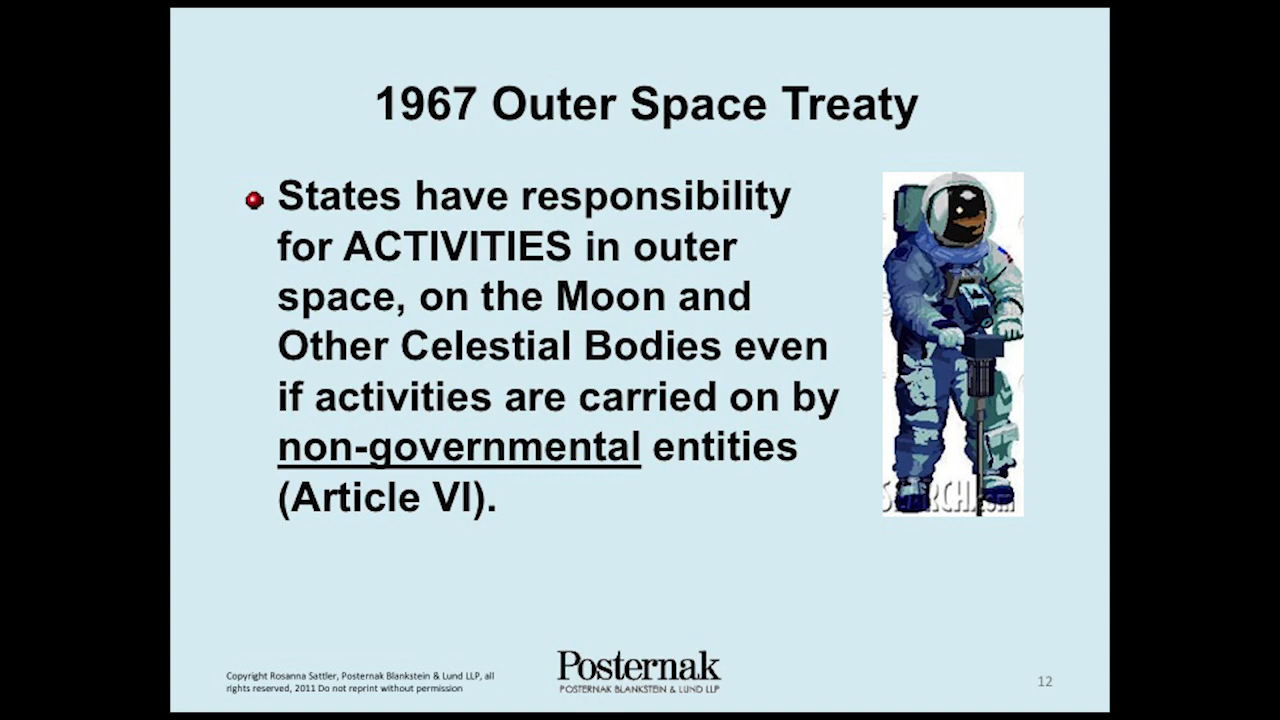 1967 Outer Space Treaty
States have responsibility
for ACTIVITIES in outer
space, on the Moon and
Other Celestial Bodies even
if activities are carried on by
non-governmental entities
(Article VI).
Copyright Rosanna Sattler, Posternak Blankstein & Lund LLP, all
rights reserved, 2011 Do not reprint without permission
Posternak
POSTERNAK BLANKSTEIN & LUND LLP
12